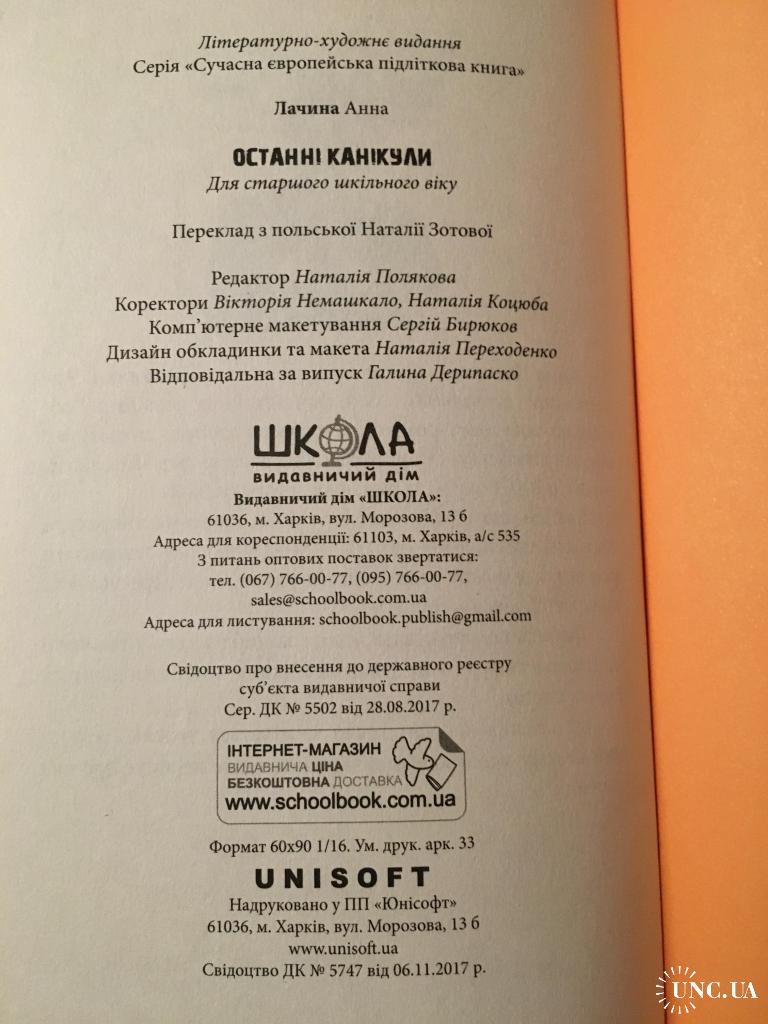 Літературно-художнє видання
Серія «Сучасна європейська підліткова книга»
Лачина Анна
ОСТАННІ КАНІКУЛИ
Для старшого шкільного віку
Переклад з польської Наталії Зотової
Редактор Наталія Полякова
Коректори Вікторія Немашкало, Наталія Коцюба
Комп’ютерне макетування Сергій Бирюков
Дизайн обкладинки та макета Наталія Переходенко
Відповідальна за випуск Галина Дерипаско
ШКОЛА
видавничий дім
Видавничий дім «ШКОЛА»:
61036, м. Харків, вул. Морозова, 13 б
Адреса для кореспонденції: 61103, м. Харків, а/с 535
З питань оптових поставок звертатися:
тел. (067) 766-00-77, (095) 766-00-77,
sales@schoolbook.com.ua
Адреса для листування: schoolbook.publish@gmail.com
Свідоцтво про внесення до державного реєстру
суб’єкта видавничої справи
Сер. ДК № 5502 від 28.08.2017 р.
ІНТЕРНЕТ-МАГАЗИН
ВИДАВНИЧА ЦІНА
БЕЗКОШТОВНА ДОСТАВКА
www.schoolbook.com.ua
Формат 60х90 1/16. Ум. друк. арк. 33
UNISOFT
Надруковано у ПП «Юнісофт»
61036, м. Харків, вул. Морозова, 13 б
www.unisoft.ua
Свідоцтво ДК № 5747 від 06.11.2017 р.
UNC.UA